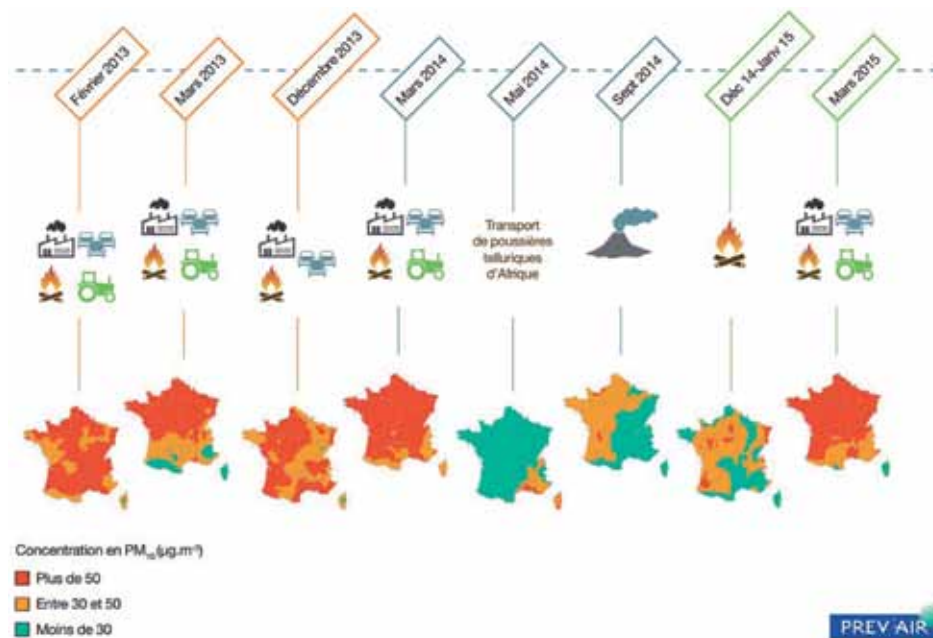 Février 2013
Mars 2013
Décembre 2013
Mars 2014
Mai 2014
Sept 2014
Déc 14-Janv 15
Mars 2015
Transport
de poussières
telluriques
d'Afrique
Concentration en PM₁₀ (µg.m⁻³)
Plus de 50
Entre 30 et 50
Moins de 30
PREV AIR